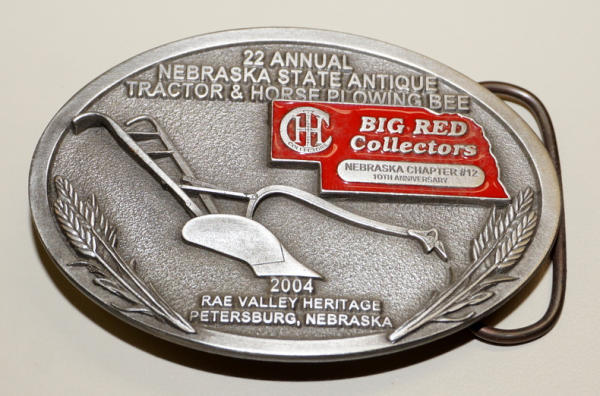 22 ANNUAL
NEBRASKA STATE ANTIQUE
TRACTOR & HORSE PLOWING BEE
BIG RED
Collectors
NEBRASKA CHAPTER #12
10TH ANNIVERSARY
2004
RAE VALLEY HERITAGE
PETERSBURG, NEBRASKA